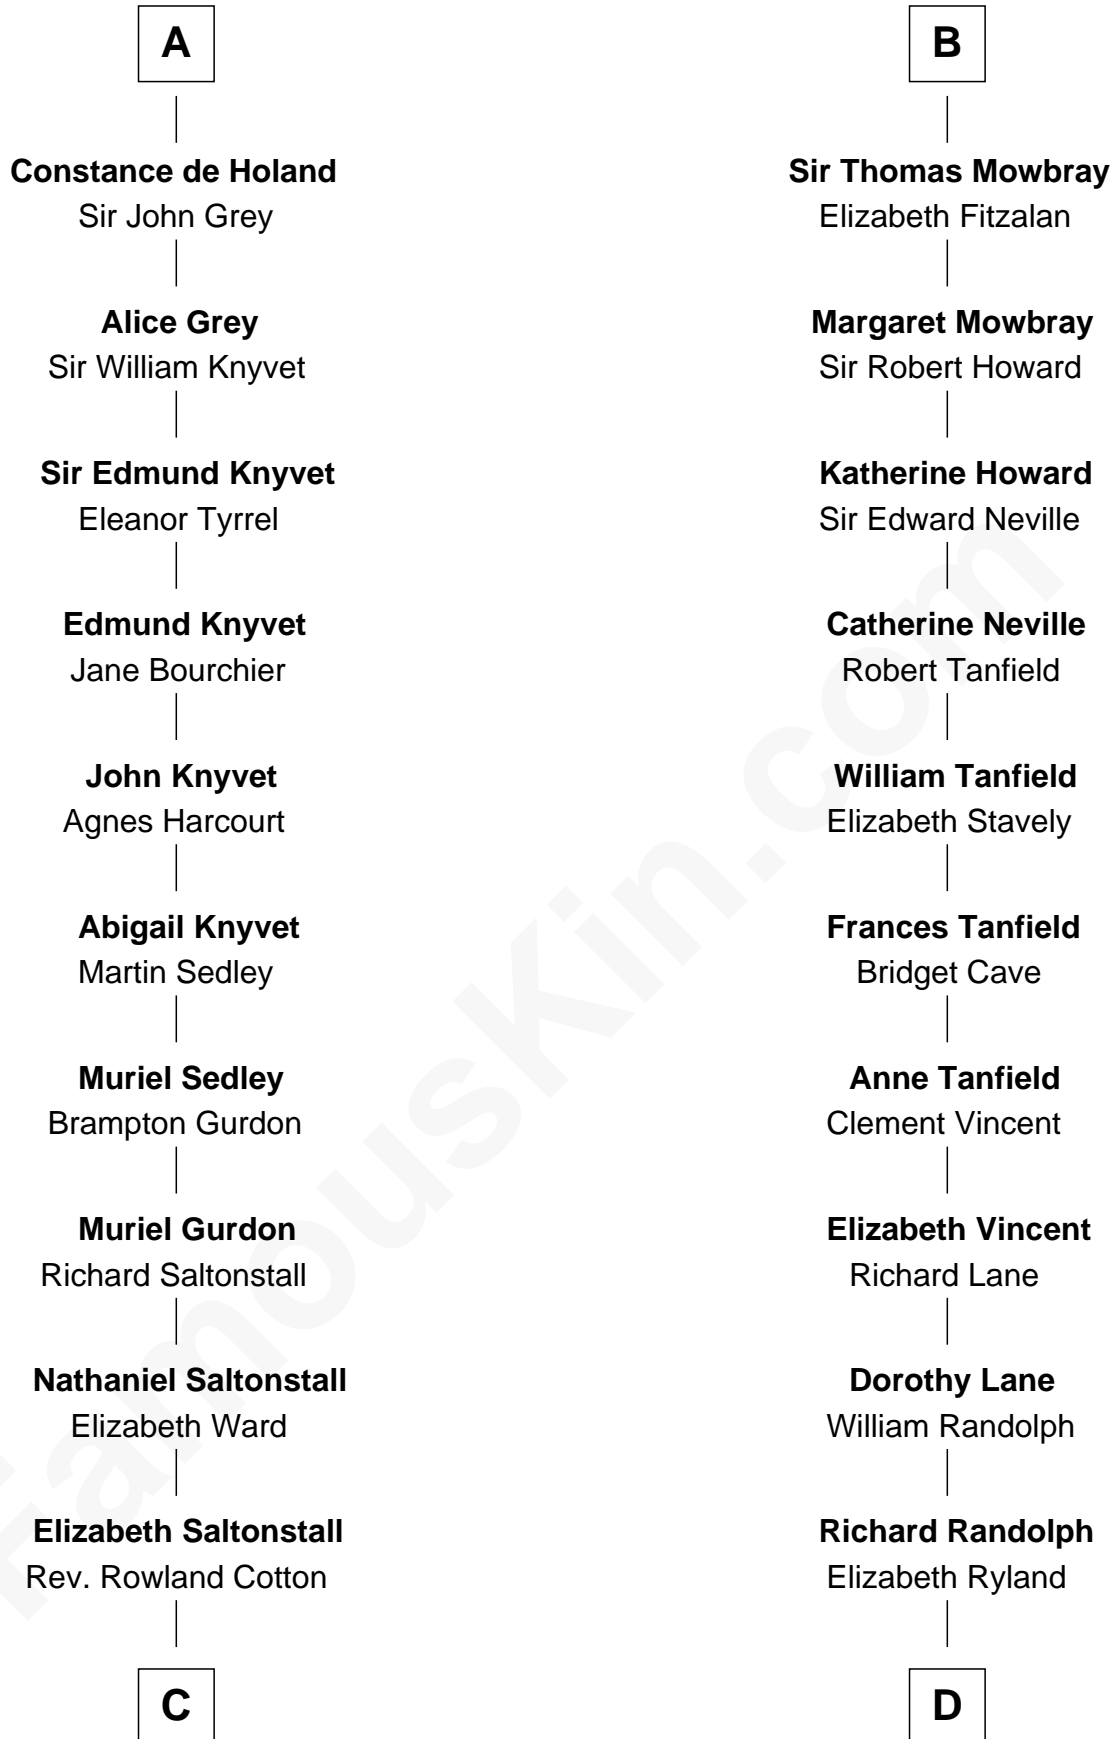 A
Constance de Holand
Sir John Grey
Alice Grey
Sir William Knyvet
Sir Edmund Knyvet
Eleanor Tyrrel
Edmund Knyvet
Jane Bourchier
John Knyvet
Agnes Harcourt
Abigail Knyvet
Martin Sedley
Muriel Sedley
Brampton Gurdon
Muriel Gurdon
Richard Saltonstall
Nathaniel Saltonstall
Elizabeth Ward
Elizabeth Saltonstall
Rev. Rowland Cotton
C
B
Sir Thomas Mowbray
Elizabeth Fitzalan
Margaret Mowbray
Sir Robert Howard
Katherine Howard
Sir Edward Neville
Catherine Neville
Robert Tanfield
William Tanfield
Elizabeth Stavely
Frances Tanfield
Bridget Cave
Anne Tanfield
Clement Vincent
Elizabeth Vincent
Richard Lane
Dorothy Lane
William Randolph
Richard Randolph
Elizabeth Ryland
D
FamousKin.com